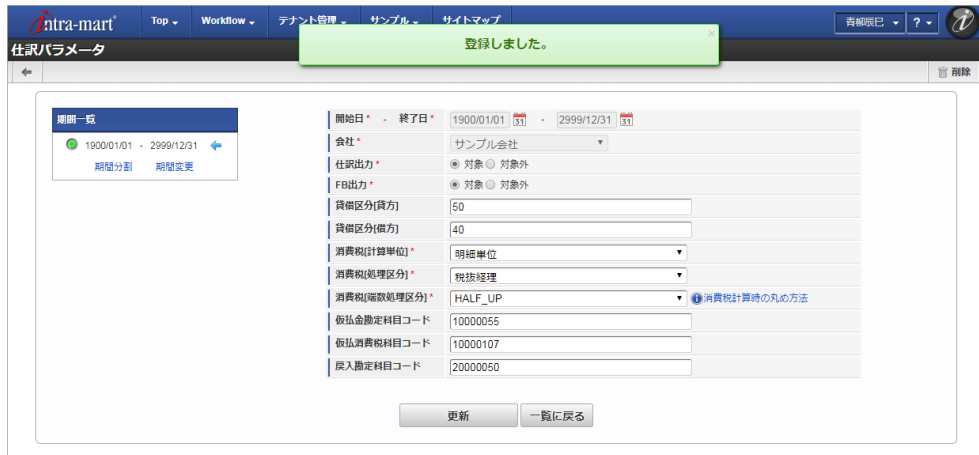 intra-mart Top Workflow テナント管理 サンプル サイトマップ 青柳辰巳 ?
登録しました。 ×
仕訳パラメータ
削除
期間一覧
1900/01/01 - 2999/12/31
期間分割 期間変更
開始日* - 終了日* 1900/01/01 31 - 2999/12/31 31
会社* サンプル会社
仕訳出力* 対象 対象外
FB出力* 対象 対象外
貸借区分[貸方] 50
貸借区分[借方] 40
消費税[計算単位]* 明細単位
消費税[処理区分]* 税抜経理
消費税[端数処理区分]* HALF_UP 消費税計算時の丸め方法
仮払金勘定科目コード 10000055
仮払消費税科目コード 10000107
戻入勘定科目コード 20000050
更新 一覧に戻る